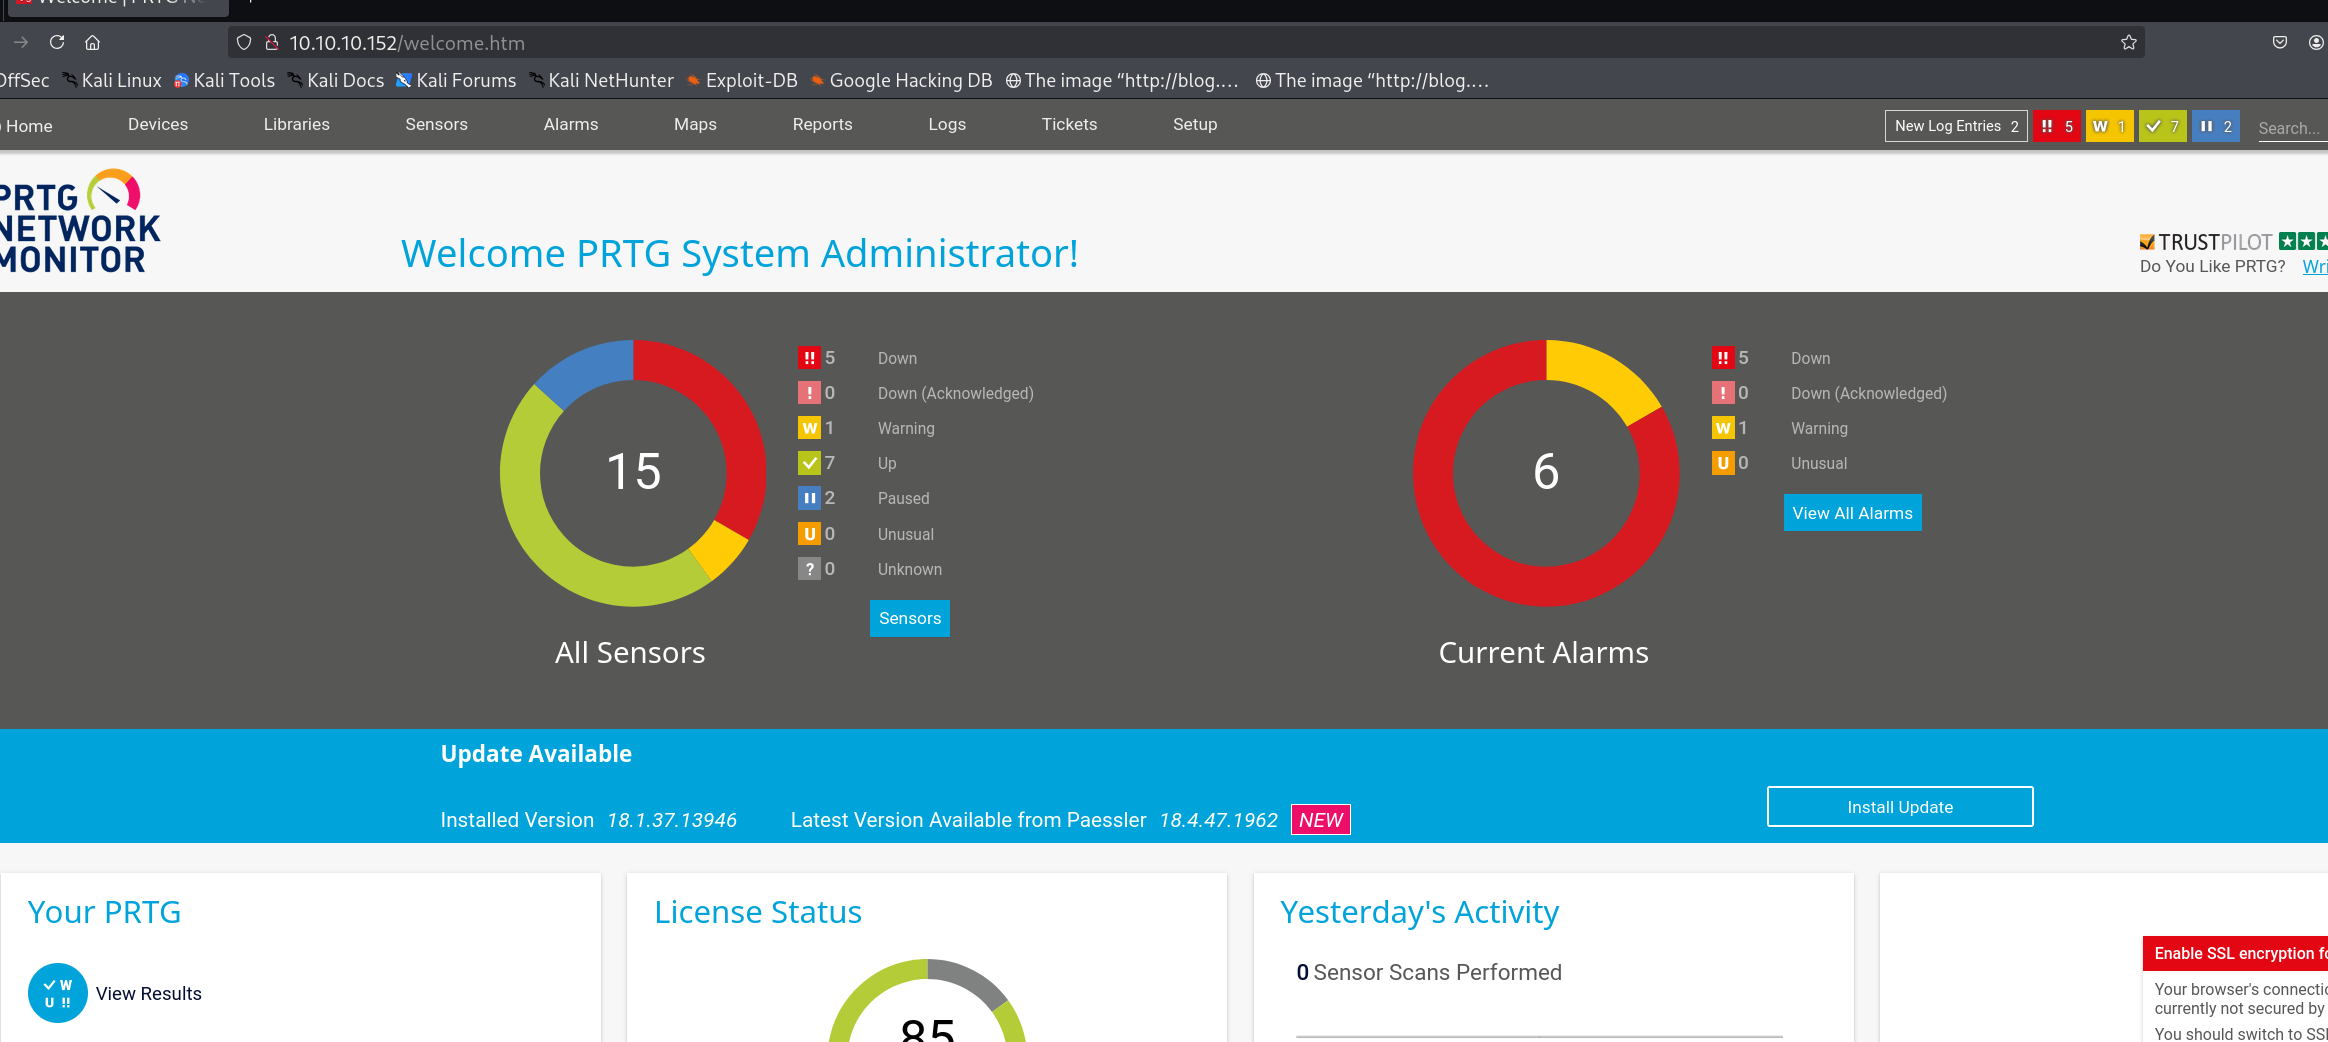 10.10.10.152/welcome.htm
OffSec Kali Linux Kali Tools Kali Docs Kali Forums Kali NetHunter Exploit-DB Google Hacking DB The image “http://blog.… The image “http://blog.…
Home Devices Libraries Sensors Alarms Maps Reports Logs Tickets Setup New Log Entries 2 !! 5 W 1 7 2 Search...
PRTG
NETWORK
MONITOR
Welcome PRTG System Administrator!
TRUSTPILOT
Do You Like PRTG? Wri
15
!! 5 Down
! 0 Down (Acknowledged)
W 1 Warning
7 Up
2 Paused
U 0 Unusual
? 0 Unknown
Sensors
All Sensors
6
!! 5 Down
! 0 Down (Acknowledged)
W 1 Warning
U 0 Unusual
View All Alarms
Current Alarms
Update Available
Installed Version 18.1.37.13946 Latest Version Available from Paessler 18.4.47.1962 NEW
Install Update
Your PRTG
W
U !!
View Results
License Status
85
Yesterday's Activity
0 Sensor Scans Performed
Enable SSL encryption fo
Your browser's connectio
currently not secured by
You should switch to SSL